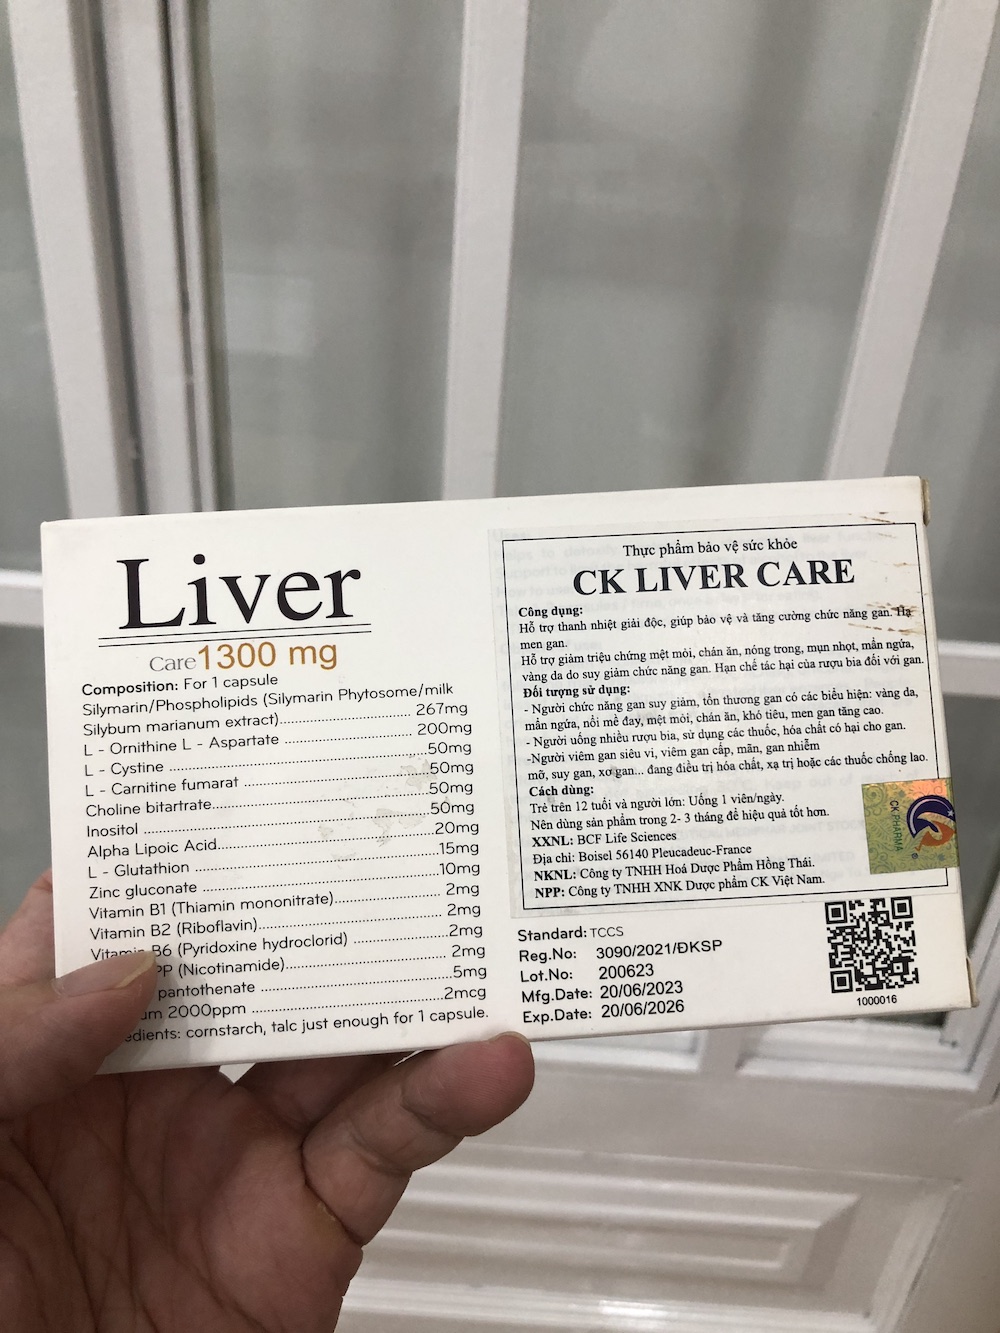 Liver
Care 1300 mg
Composition: For 1 capsule
Silymarin/Phospholipids (Silymarin Phytosome/milk
Silybum marianum extract)........ 267mg
L - Ornithine L - Aspartate ........ 200mg
L - Cystine ........50mg
L - Carnitine fumarat ........50mg
Choline bitartrate........50mg
Inositol ........50mg
Alpha Lipoic Acid........20mg
L - Glutathion ........15mg
Zinc gluconate ........10mg
Vitamin B1 (Thiamin mononitrate)........ 2mg
Vitamin B2 (Riboflavin)........ 2mg
Vitamin B6 (Pyridoxine hydroclorid) ........2mg
PP (Nicotinamide)........ 2mg
pantothenate ........5mg
2000ppm ........2mcg
cornstarch, talc just enough for 1 capsule.
Thực phẩm bảo vệ sức khỏe
CK LIVER CARE
Công dụng:
Hỗ trợ thanh nhiệt giải độc, giúp bảo vệ và tăng cường chức năng gan. Hạ
men gan.
Hỗ trợ giảm triệu chứng mệt mỏi, chán ăn, nóng trong, mụn nhọt, mẩn ngứa,
vàng da do suy giảm chức năng gan. Hạn chế tác hại của rượu bia đối với gan.
Đối tượng sử dụng:
- Người chức năng gan suy giảm, tổn thương gan có các biểu hiện: vàng da,
mẩn ngứa, nổi mề đay, mệt mỏi, chán ăn, khó tiêu, men gan tăng cao.
- Người uống nhiều rượu bia, sử dụng các thuốc, hóa chất có hại cho gan.
-Người viêm gan siêu vi, viêm gan cấp, mãn, gan nhiễm
mỡ, suy gan, xơ gan... đang điều trị hóa chất, xạ trị hoặc các thuốc chống lao.
Cách dùng:
Trẻ trên 12 tuổi và người lớn: Uống 1 viên/ngày.
Nên dùng sản phẩm trong 2- 3 tháng để hiệu quả tốt hơn.
XXNL: BCF Life Sciences
Địa chỉ: Boisel 56140 Pleucadeuc-France
NKNL: Công ty TNHH Hoá Dược Phẩm Hồng Thái.
NPP: Công ty TNHH XNK Dược phẩm CK Việt Nam.
CK PHARMA
®
Standard: TCCS
Reg.No: 3090/2021/ĐKSP
Lot.No: 200623
Mfg.Date: 20/06/2023
Exp.Date: 20/06/2026
1000016